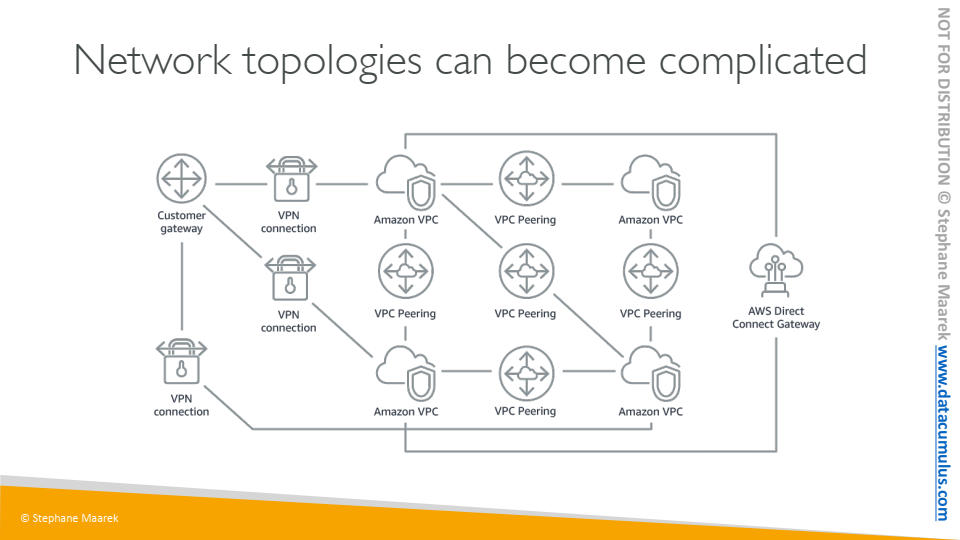 Network topologies can become complicated
Customer
gateway
VPN
connection
Amazon VPC
VPC Peering
Amazon VPC
VPN
connection
VPC Peering
VPC Peering
VPC Peering
AWS Direct
Connect Gateway
VPN
connection
Amazon VPC
VPC Peering
Amazon VPC
© Stephane Maarek
NOT FOR DISTRIBUTION © Stephane Maarek www.datacumulus.com